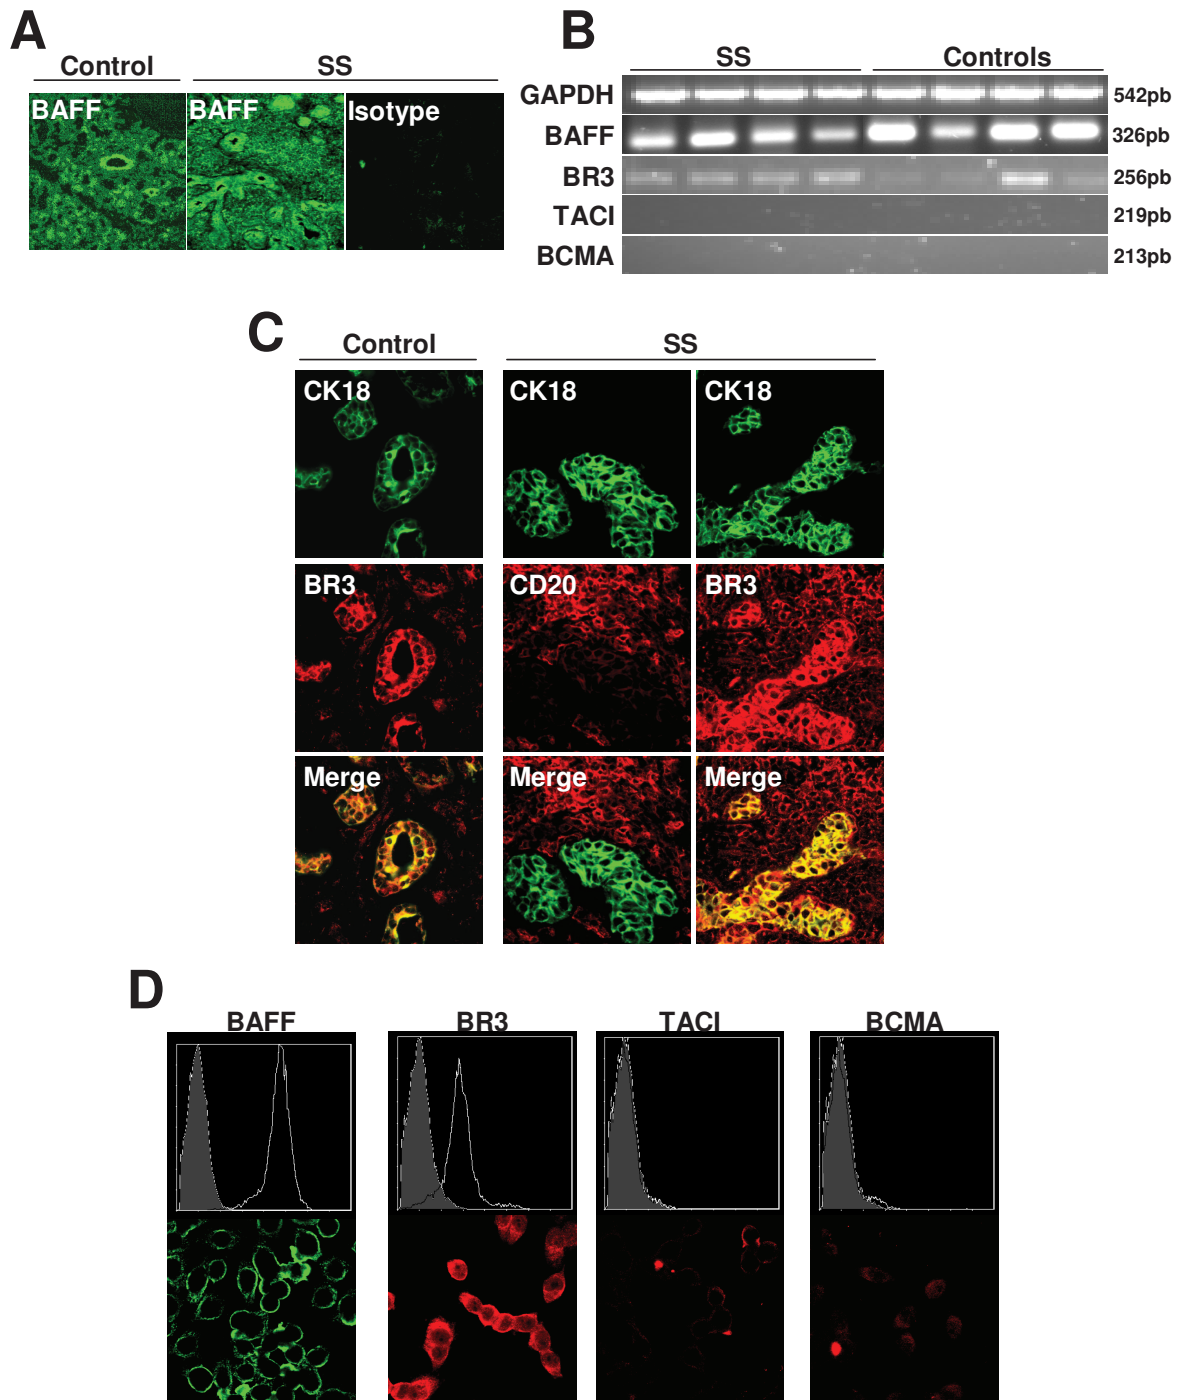 A
Control
SS
BAFF
BAFF
Isotype
B
SS
Controls
GAPDH
542pb
BAFF
326pb
BR3
256pb
TACI
219pb
BCMA
213pb
C
Control
SS
CK18
CK18
CK18
BR3
CD20
BR3
Merge
Merge
Merge
D
BAFF
BR3
TACI
BCMA